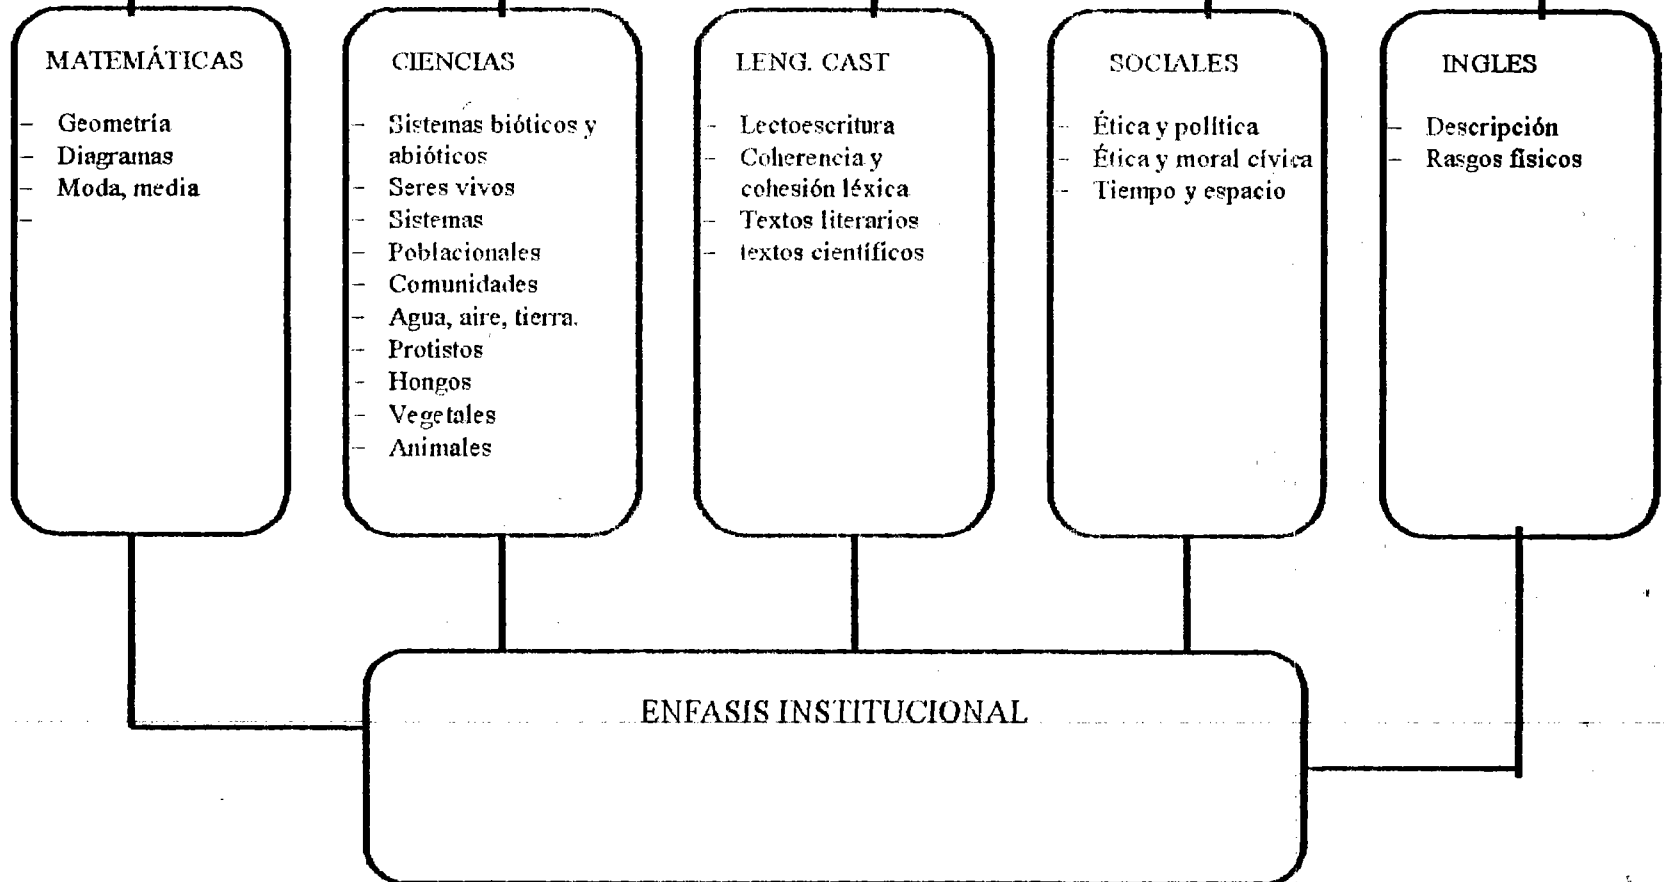 MATEMÁTICAS
– Geometría
– Diagramas
– Moda, media
–
CIENCIAS
– Sistemas bióticos y
abióticos
– Seres vivos
– Sistemas
– Poblacionales
– Comunidades
– Agua, aire, tierra.
– Protistos
– Hongos
– Vegetales
– Animales
LENG. CAST
– Lectoescritura
– Coherencia y
cohesión léxica
– Textos literarios
– textos científicos
SOCIALES
– Ética y política
– Ética y moral cívica
– Tiempo y espacio
INGLES
– Descripción
– Rasgos físicos
ENFASIS INSTITUCIONAL